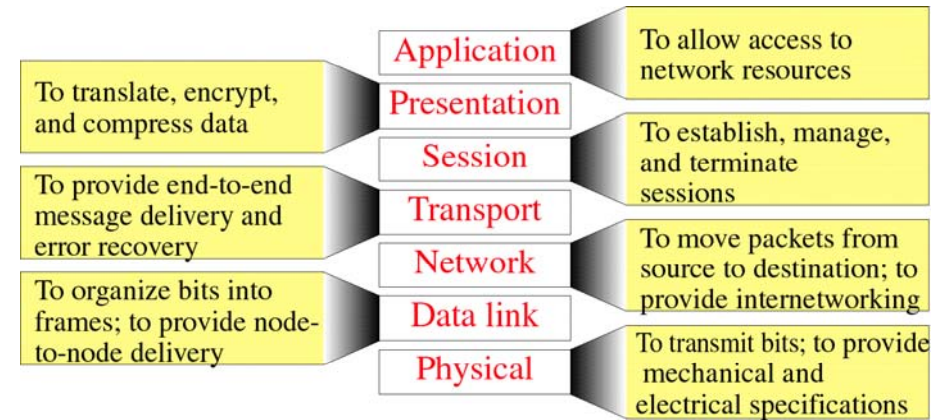 Application
To allow access to
network resources
To translate, encrypt,
and compress data
Presentation
Session
To establish, manage,
and terminate
sessions
To provide end-to-end
message delivery and
error recovery
Transport
Network
To move packets from
source to destination; to
provide internetworking
To organize bits into
frames; to provide node-
to-node delivery
Data link
Physical
To transmit bits; to provide
mechanical and
electrical specifications